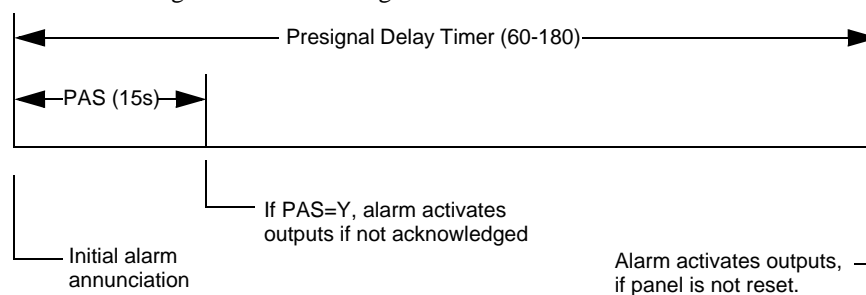 Presignal Delay Timer (60-180)
PAS (15s)
If PAS=Y, alarm activates
outputs if not acknowledged
Initial alarm
annunciation
Alarm activates outputs,
if panel is not reset.